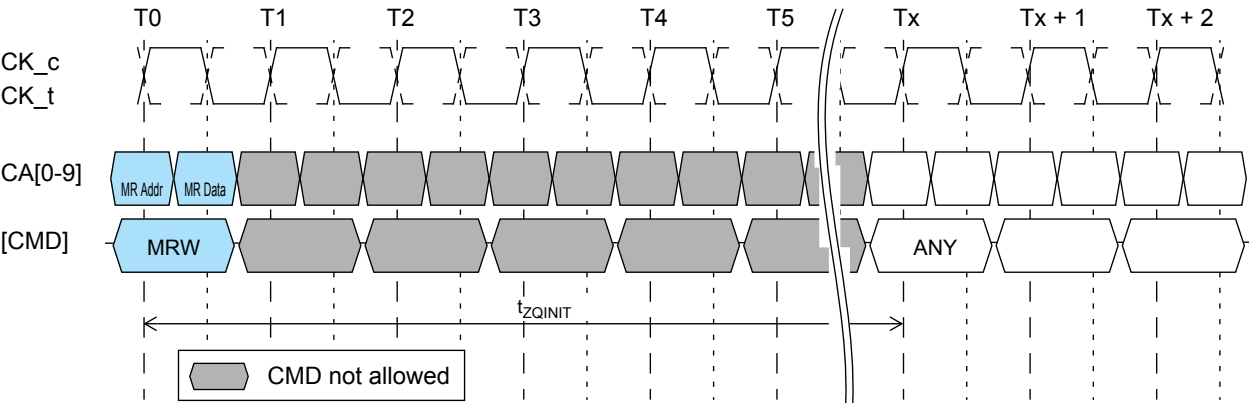 T0 T1 T2 T3 T4 T5 Tx Tx + 1 Tx + 2
CK_c
CK_t
CA[0-9] MR Addr MR Data
[CMD] MRW ANY
tZQINIT
CMD not allowed